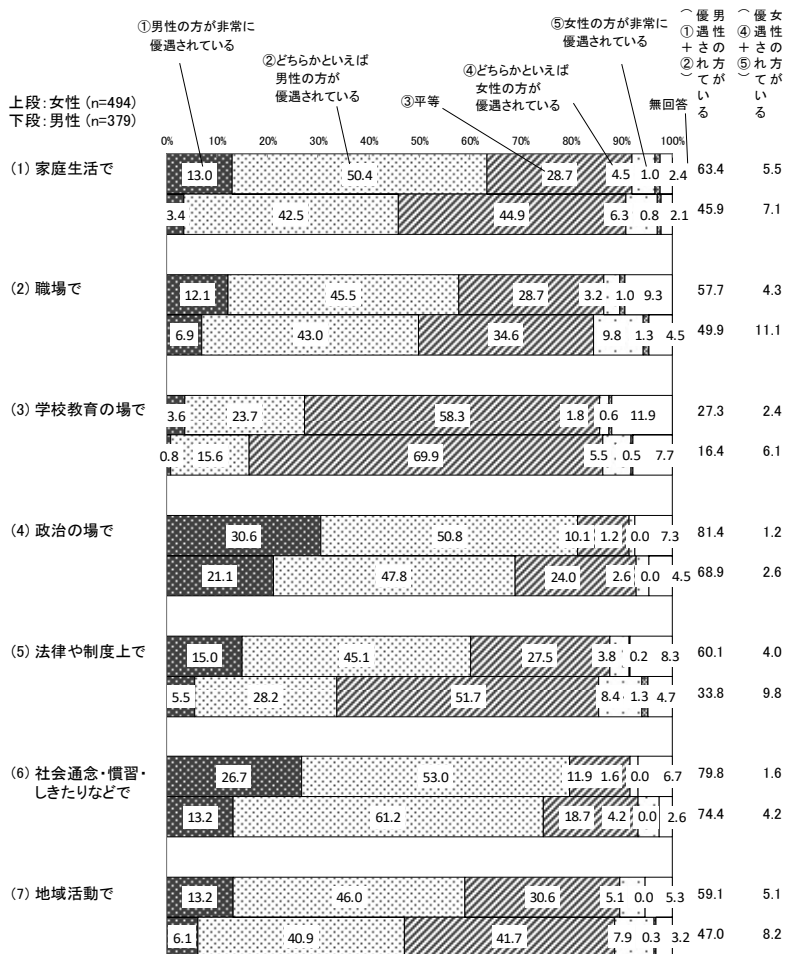 ①男性の方が非常に
優遇されている
②どちらかといえば
男性の方が
優遇されている
③平等
④どちらかといえば
女性の方が
優遇されている
⑤女性の方が非常に
優遇されている
無回答
男性の方が
優遇されている
（①＋②）
女性の方が
優遇されている
（④＋⑤）
上段：女性 (n=494)
下段：男性 (n=379)
0% 10% 20% 30% 40% 50% 60% 70% 80% 90% 100%
(1) 家庭生活で
13.0 50.4 28.7 4.5 1.0 2.4 63.4 5.5
3.4 42.5 44.9 6.3 0.8 2.1 45.9 7.1
(2) 職場で
12.1 45.5 28.7 3.2 1.0 9.3 57.7 4.3
6.9 43.0 34.6 9.8 1.3 4.5 49.9 11.1
(3) 学校教育の場で
3.6 23.7 58.3 1.8 0.6 11.9 27.3 2.4
0.8 15.6 69.9 5.5 0.5 7.7 16.4 6.1
(4) 政治の場で
30.6 50.8 10.1 1.2 0.0 7.3 81.4 1.2
21.1 47.8 24.0 2.6 0.0 4.5 68.9 2.6
(5) 法律や制度上で
15.0 45.1 27.5 3.8 0.2 8.3 60.1 4.0
5.5 28.2 51.7 8.4 1.3 4.7 33.8 9.8
(6) 社会通念・慣習・
しきたりなどで
26.7 53.0 11.9 1.6 0.0 6.7 79.8 1.6
13.2 61.2 18.7 4.2 0.0 2.6 74.4 4.2
(7) 地域活動で
13.2 46.0 30.6 5.1 0.0 5.3 59.1 5.1
6.1 40.9 41.7 7.9 0.3 3.2 47.0 8.2